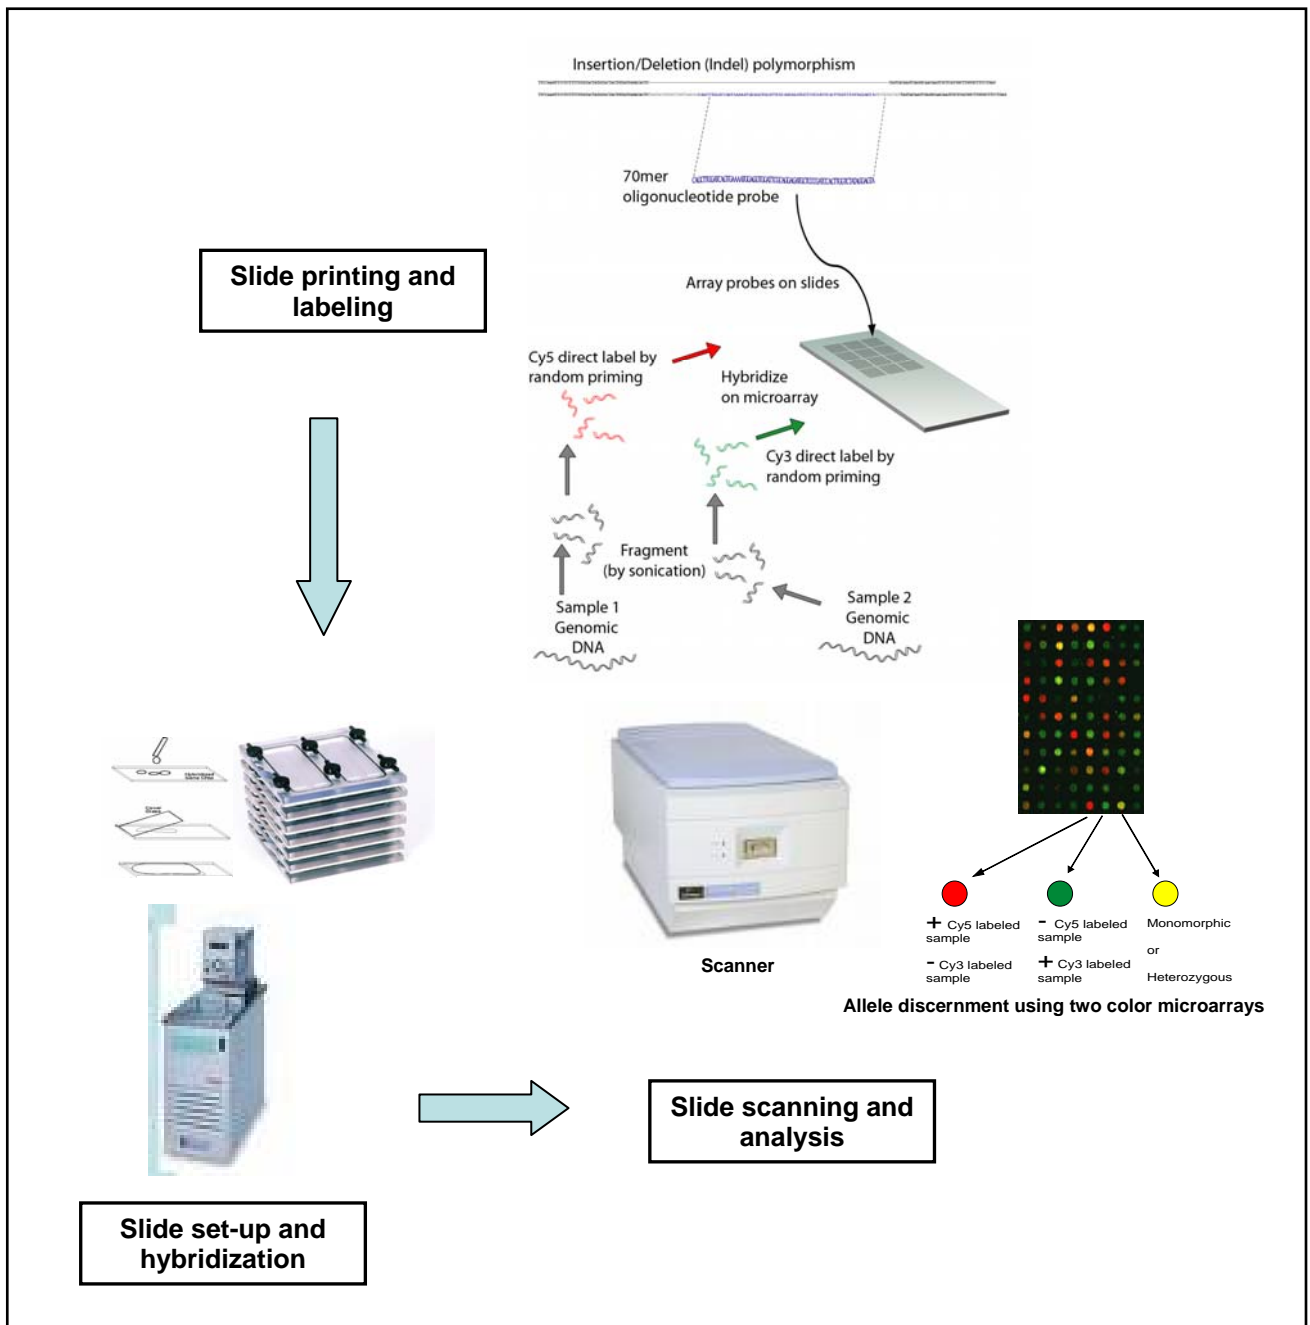 Insertion/Deletion (Indel) polymorphism
70mer
oligonucleotide probe
Slide printing and
labeling
Array probes on slides
Cy5 direct label by
random priming
Hybridize
on microarray
Cy3 direct label by
random priming
Fragment
(by sonication)
Sample 1
Genomic
DNA
Sample 2
Genomic
DNA
Scanner
+ Cy5 labeled
sample
- Cy3 labeled
sample
- Cy5 labeled
sample
+ Cy3 labeled
sample
Monomorphic
or
Heterozygous
Allele discernment using two color microarrays
Slide scanning and
analysis
Slide set-up and
hybridization